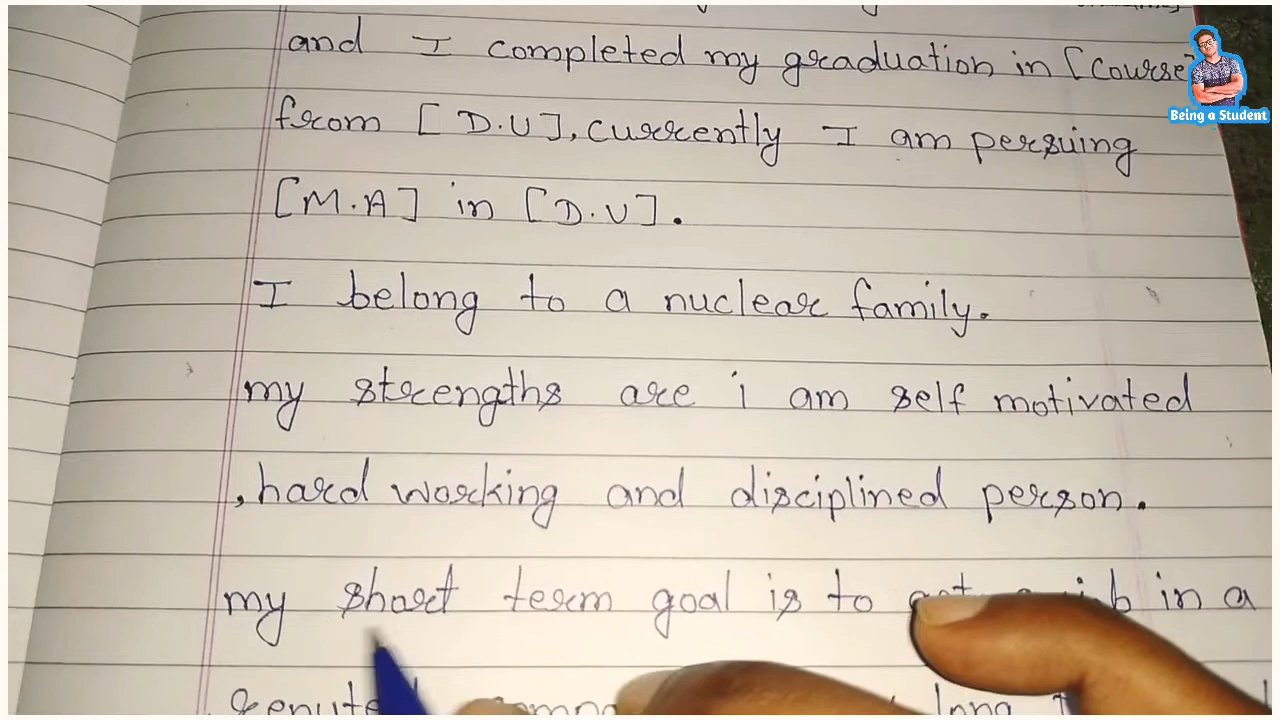 and I completed my graduation in [course]
from [D.U], currently I am persuing
[M.A] in [D.U].
I belong to a nuclear family.
my strengths are i am self motivated
,hard working and disciplined person.
my short term goal is to in a
Being a Student